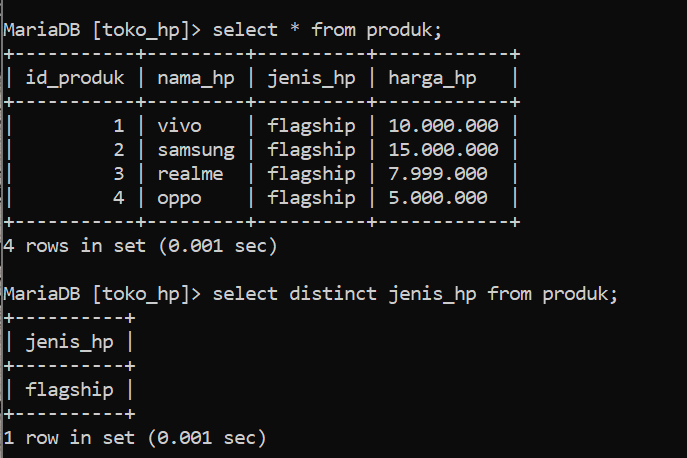 MariaDB [toko_hp]> select * from produk;
+-----------+---------+----------+------------+
| id_produk | nama_hp | jenis_hp | harga_hp   |
+-----------+---------+----------+------------+
|         1 | vivo    | flagship | 10.000.000 |
|         2 | samsung | flagship | 15.000.000 |
|         3 | realme  | flagship | 7.999.000  |
|         4 | oppo    | flagship | 5.000.000  |
+-----------+---------+----------+------------+
4 rows in set (0.001 sec)
MariaDB [toko_hp]> select distinct jenis_hp from produk;
+----------+
| jenis_hp |
+----------+
| flagship |
+----------+
1 row in set (0.001 sec)